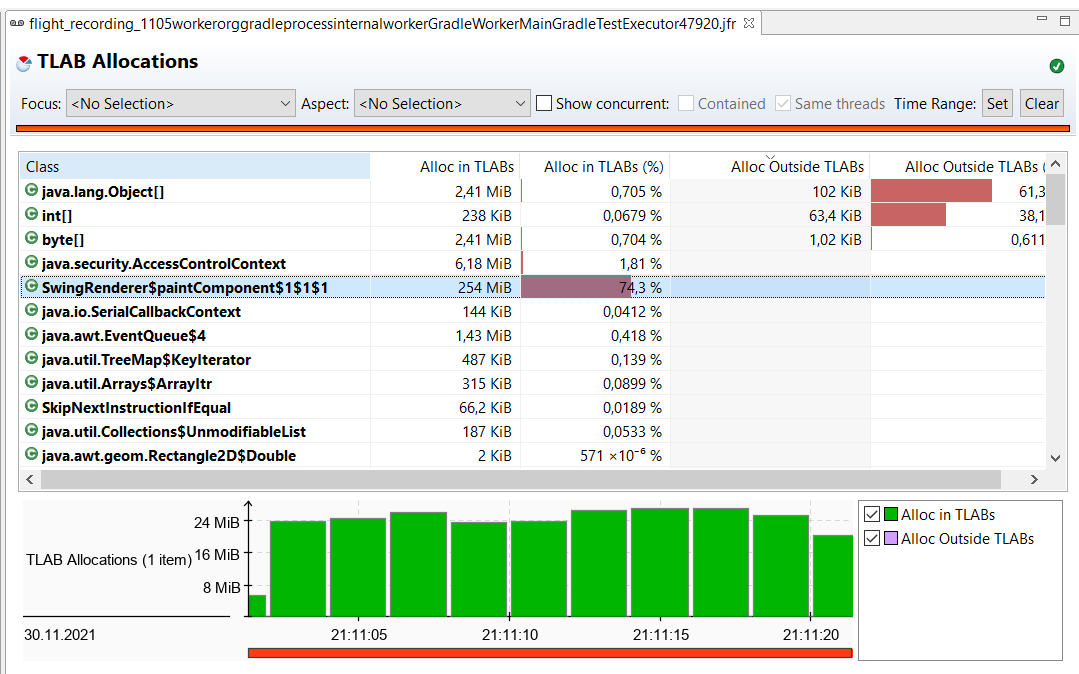 flight_recording_1105workerorggradleprocessinternalworkerGradleWorkerMainGradleTestExecutor47920.jfr
TLAB Allocations
Focus: <No Selection> Aspect: <No Selection> Show concurrent: Contained Same threads Time Range: Set Clear
Class Alloc in TLABs Alloc in TLABs (%) Alloc Outside TLABs Alloc Outside TLABs (
java.lang.Object[] 2,41 MiB 0,705 % 102 KiB 61,3
int[] 238 KiB 0,0679 % 63,4 KiB 38,1
byte[] 2,41 MiB 0,704 % 1,02 KiB 0,611
java.security.AccessControlContext 6,18 MiB 1,81 %
SwingRenderer$paintComponent$1$1$1 254 MiB 74,3 %
java.io.SerialCallbackContext 144 KiB 0,0412 %
java.awt.EventQueue$4 1,43 MiB 0,418 %
java.util.TreeMap$KeyIterator 487 KiB 0,139 %
java.util.Arrays$ArrayItr 315 KiB 0,0899 %
SkipNextInstructionIfEqual 66,2 KiB 0,0189 %
java.util.Collections$UnmodifiableList 187 KiB 0,0533 %
java.awt.geom.Rectangle2D$Double 2 KiB 571 ×10⁻⁶ %
24 MiB
TLAB Allocations (1 item) 16 MiB
8 MiB
30.11.2021 21:11:05 21:11:10 21:11:15 21:11:20
Alloc in TLABs
Alloc Outside TLABs